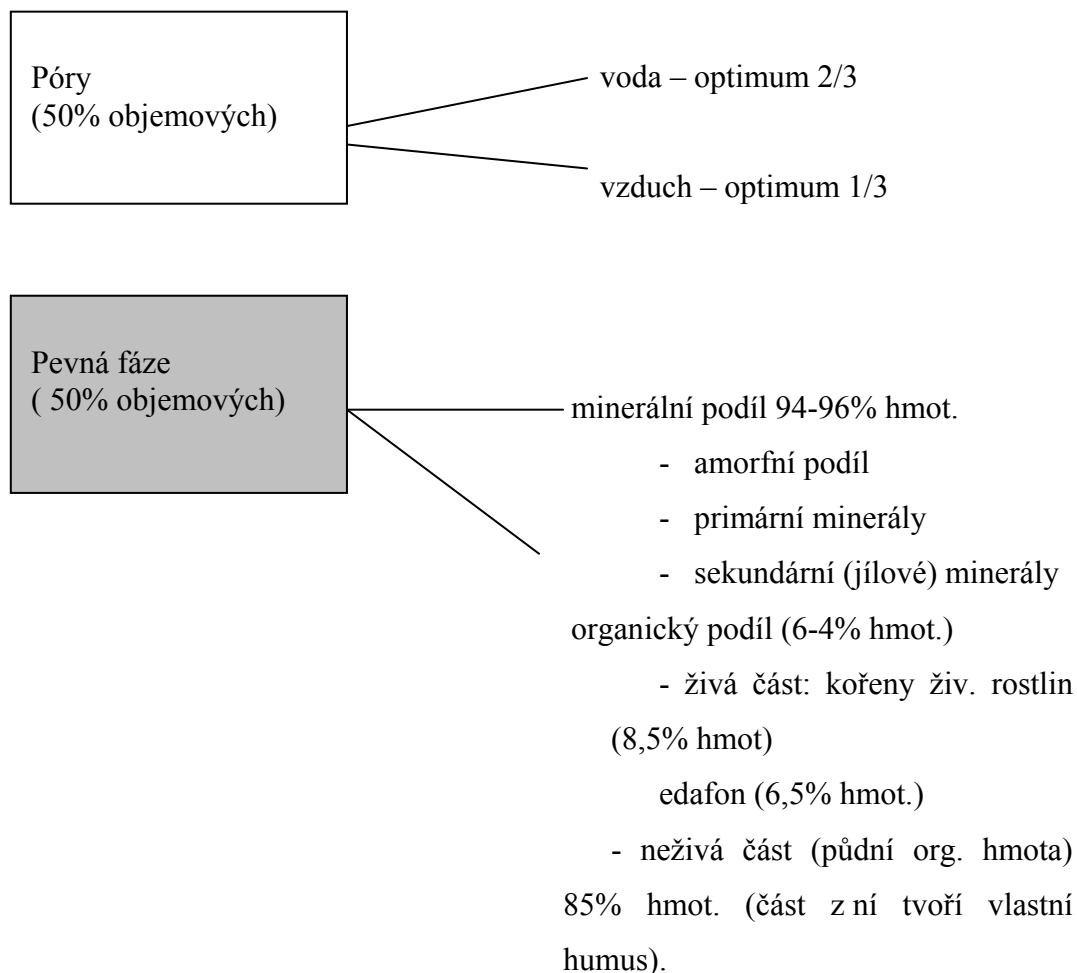 Póry
(50% objemových)
voda – optimum 2/3
vzduch – optimum 1/3
Pevná fáze
( 50% objemových)
minerální podíl 94-96% hmot.
- amorfní podíl
- primární minerály
- sekundární (jílové) minerály
organický podíl (6-4% hmot.)
- živá část: kořeny živ. rostlin
(8,5% hmot)
edafon (6,5% hmot.)
- neživá část (půdní org. hmota)
85% hmot. (část z ní tvoří vlastní
humus).